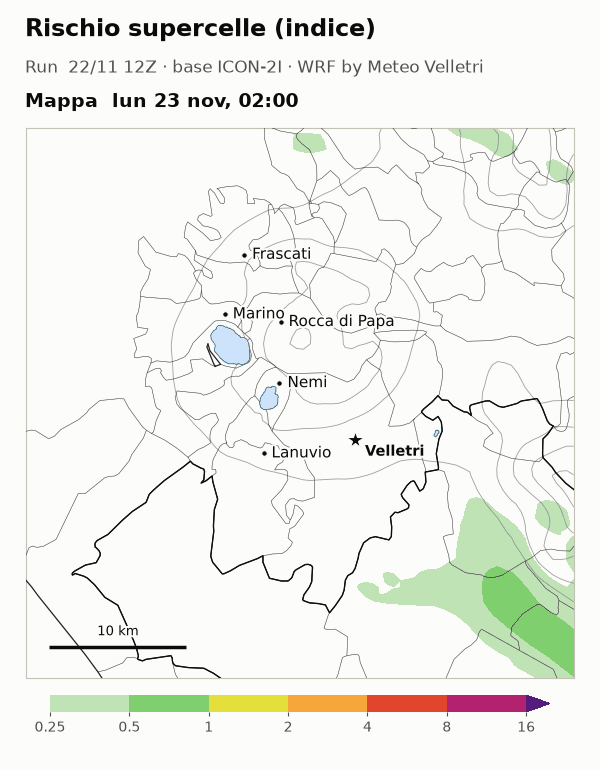 Rischio supercelle (indice)
Run  22/11 12Z · base ICON-2I · WRF by Meteo Velletri
Mappa  lun 23 nov, 02:00
Frascati
Marino
Rocca di Papa
Nemi
Lanuvio
Velletri
10 km
0.25 0.5 1 2 4 8 16